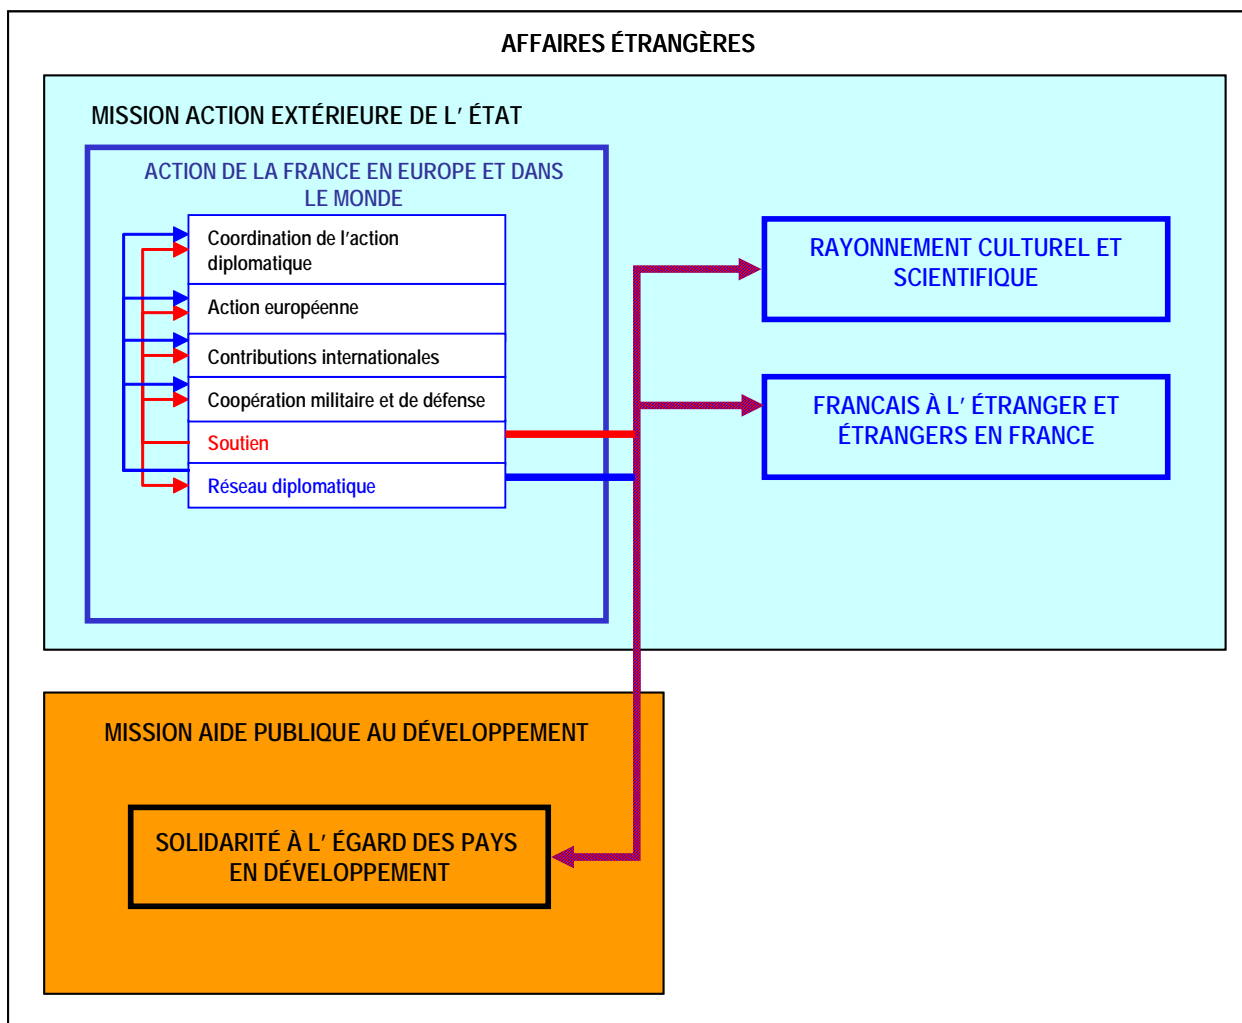 AFFAIRES ÉTRANGÈRES
MISSION ACTION EXTÉRIEURE DE L' ÉTAT
ACTION DE LA FRANCE EN EUROPE ET DANS
LE MONDE
Coordination de l'action
diplomatique
Action européenne
Contributions internationales
Coopération militaire et de défense
Soutien
Réseau diplomatique
RAYONNEMENT CULTUREL ET
SCIENTIFIQUE
FRANCAIS À L' ÉTRANGER ET
ÉTRANGERS EN FRANCE
MISSION AIDE PUBLIQUE AU DÉVELOPPEMENT
SOLIDARITÉ À L' ÉGARD DES PAYS
EN DÉVELOPPEMENT